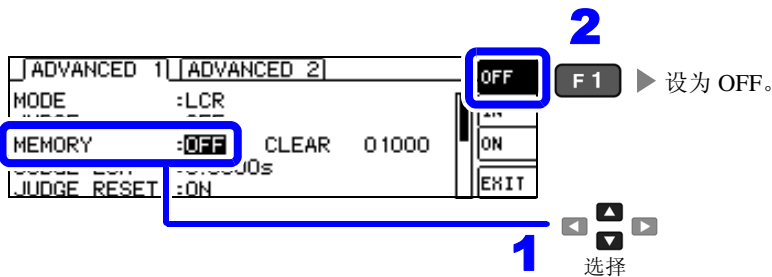 2
ADVANCED 1 ADVANCED 2
OFF
F1 设为 OFF。
MODE :LCR
IN
MEMORY :OFF CLEAR 01000
ON
JUDGE RESET :ON
EXIT
1
选择